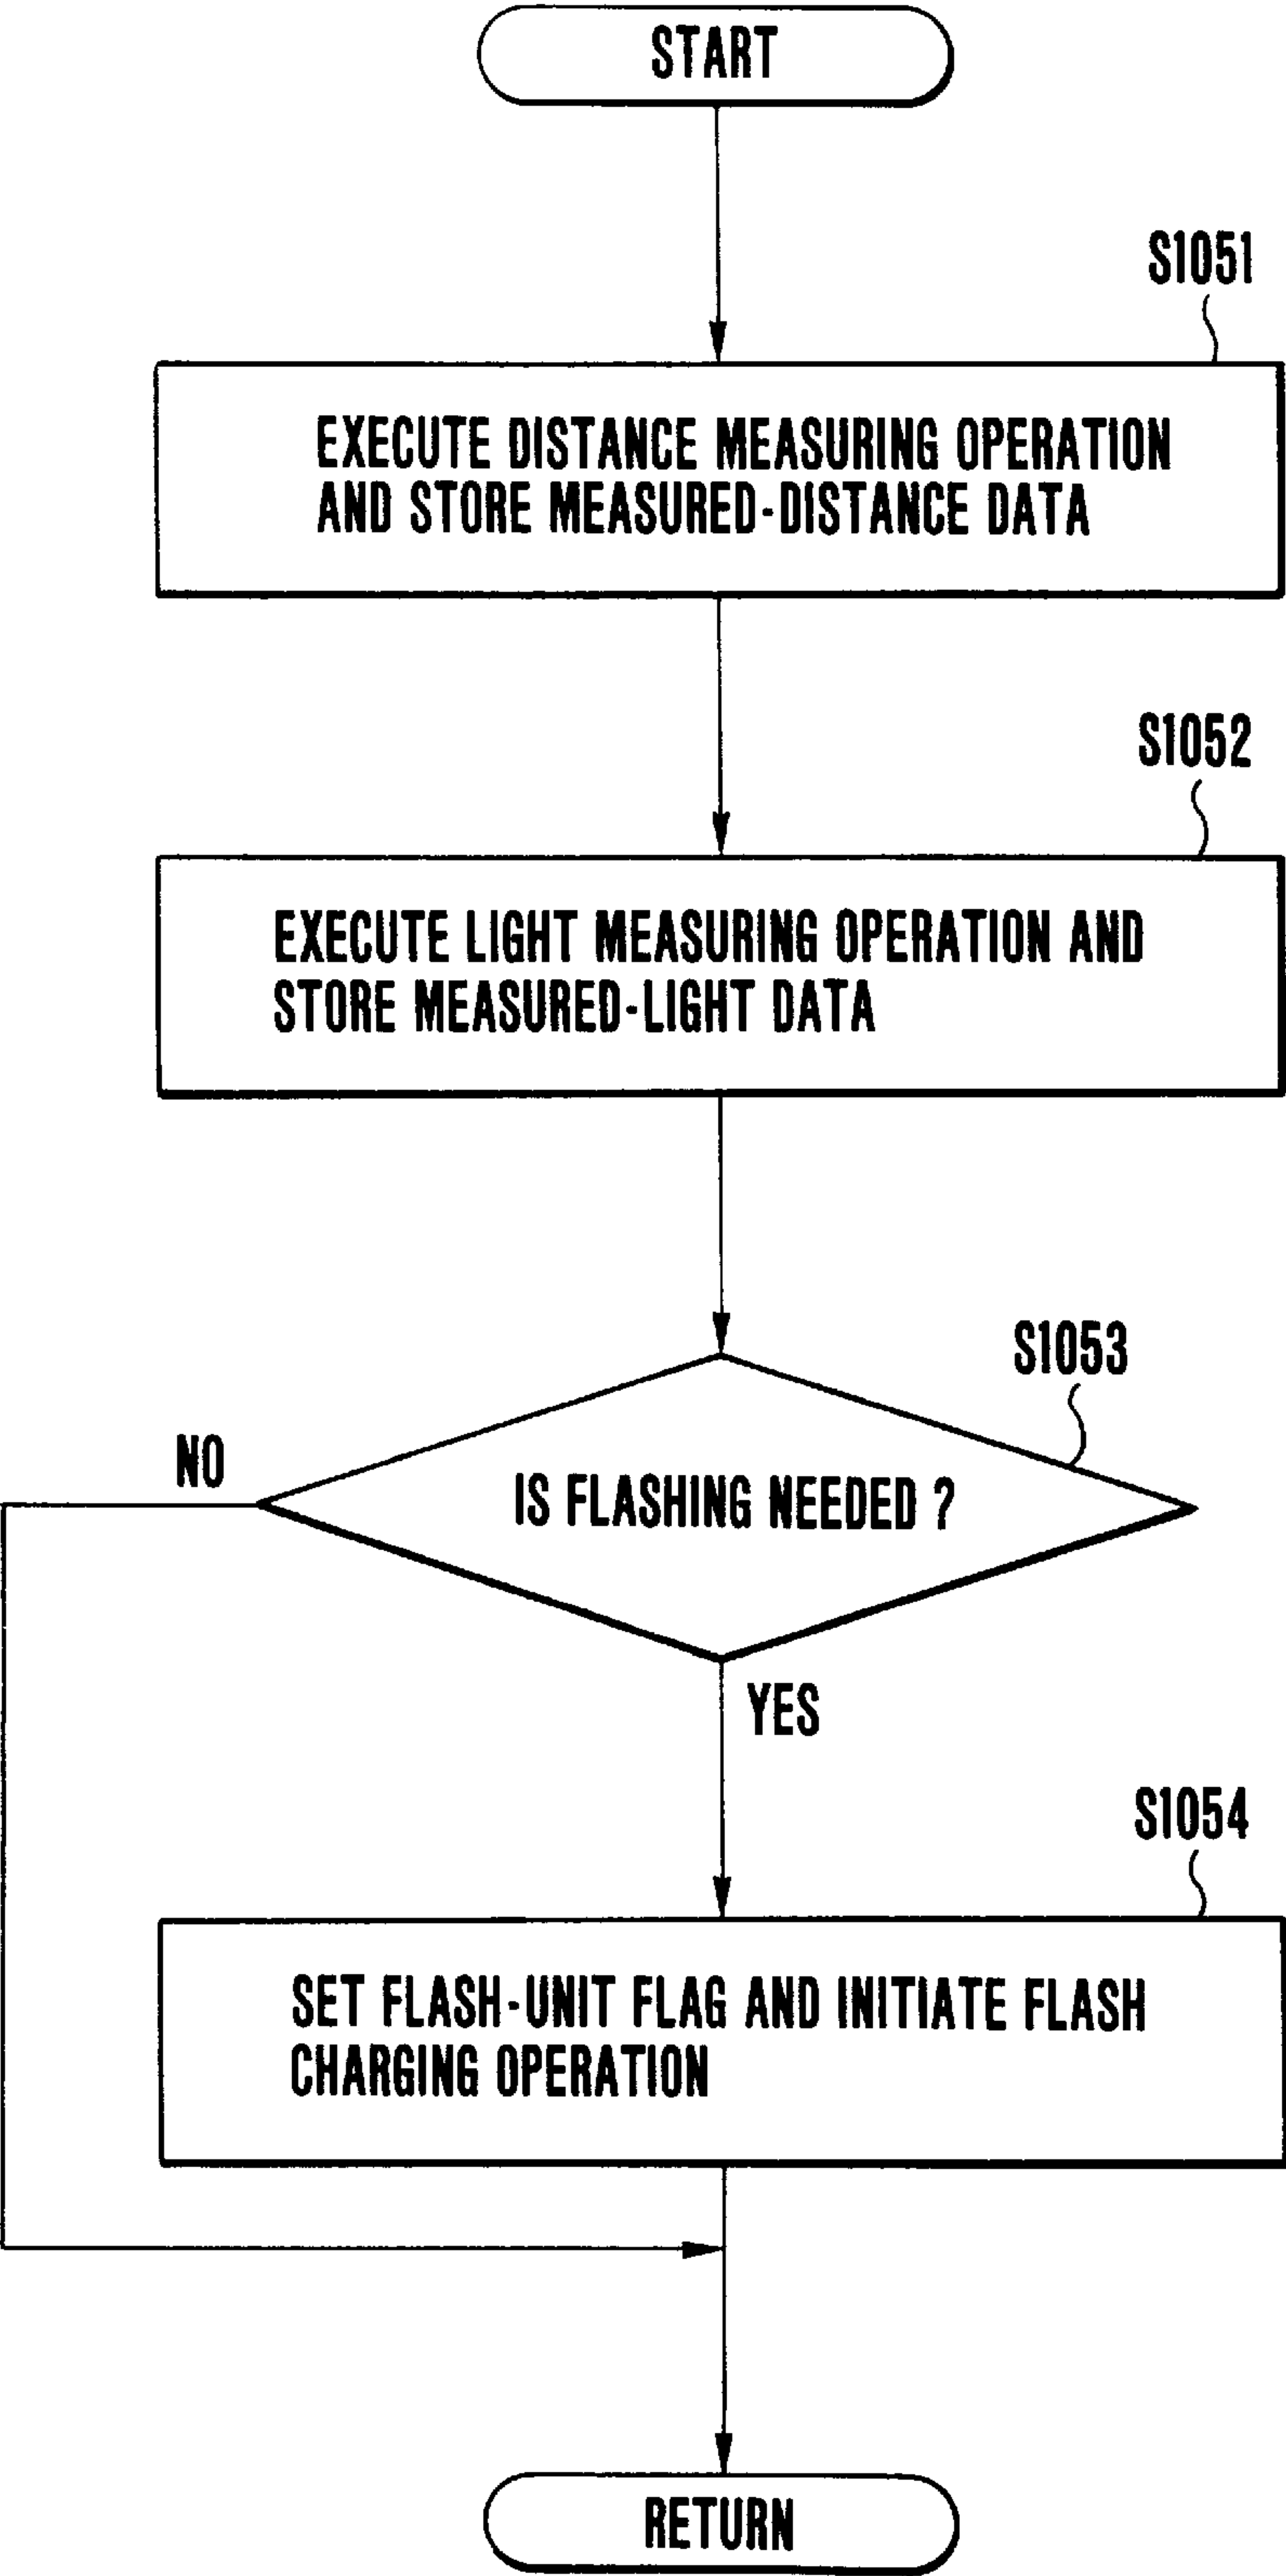 START
S1051
EXECUTE DISTANCE MEASURING OPERATION
AND STORE MEASURED-DISTANCE DATA
S1052
EXECUTE LIGHT MEASURING OPERATION AND
STORE MEASURED-LIGHT DATA
S1053
NO
IS FLASHING NEEDED ?
YES
S1054
SET FLASH-UNIT FLAG AND INITIATE FLASH
CHARGING OPERATION
RETURN